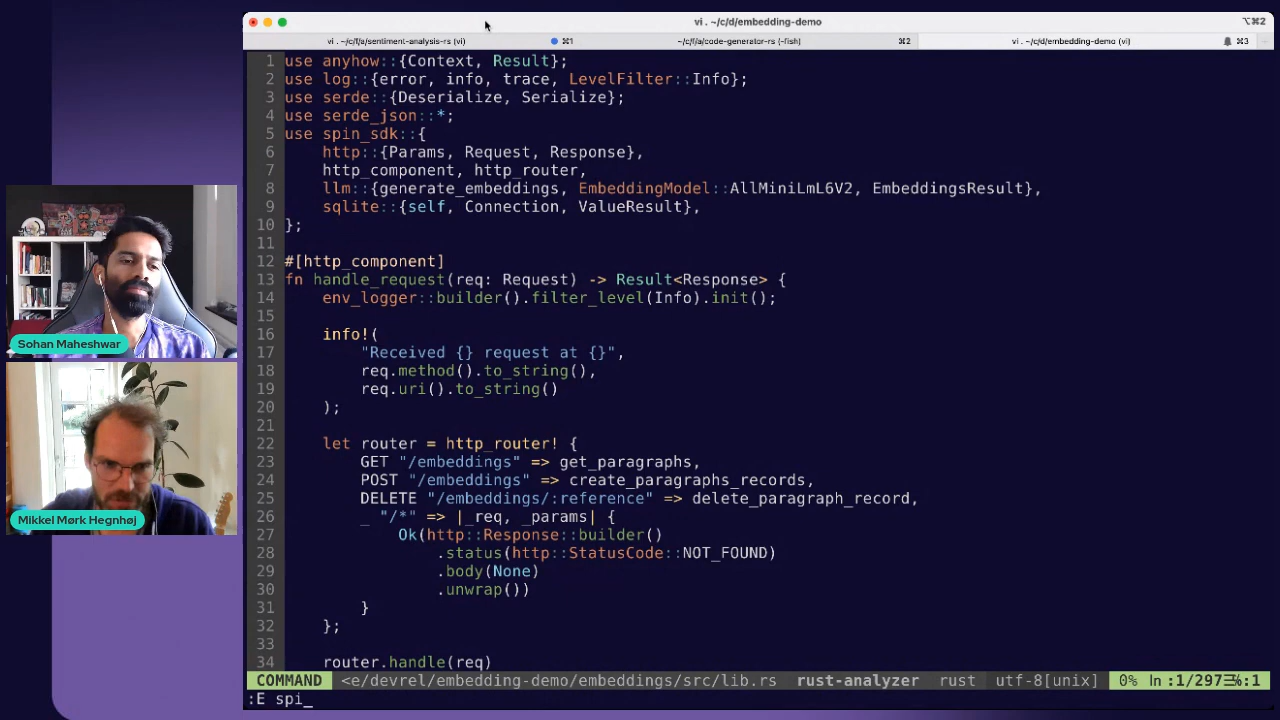 vi . ~/c/d/embedding-demo
⌥⌘2
vi . ~/c/f/a/sentiment-analysis-rs (vi)
⌘1
~/c/f/a/code-generator-rs (-fish)
⌘2
vi . ~/c/d/embedding-demo (vi)
⌘3
1 use anyhow::{Context, Result};
2 use log::{error, info, trace, LevelFilter::Info};
3 use serde::{Deserialize, Serialize};
4 use serde_json::*;
5 use spin_sdk::{
6 http::{Params, Request, Response},
7 http_component, http_router,
8 llm::{generate_embeddings, EmbeddingModel::AllMiniLmL6V2, EmbeddingsResult},
9 sqlite::{self, Connection, ValueResult},
10 };
11
12 #[http_component]
13 fn handle_request(req: Request) -> Result<Response> {
14 env_logger::builder().filter_level(Info).init();
15
16 info!(
17 "Received {} request at {}",
18 req.method().to_string(),
19 req.uri().to_string()
20 );
21
22 let router = http_router! {
23 GET "/embeddings" => get_paragraphs,
24 POST "/embeddings" => create_paragraphs_records,
25 DELETE "/embeddings/:reference" => delete_paragraph_record,
26 _ "/*" => |_req, _params| {
27 Ok(http::Response::builder()
28 .status(http::StatusCode::NOT_FOUND)
29 .body(None)
30 .unwrap())
31 }
32 };
33
34 router.handle(req)
COMMAND <e/devrel/embedding-demo/embeddings/src/lib.rs rust-analyzer rust utf-8[unix] 0% ln :1/297☰℅:1
:E spi_
Sohan Maheshwar
Mikkel Mørk Hegnhøj